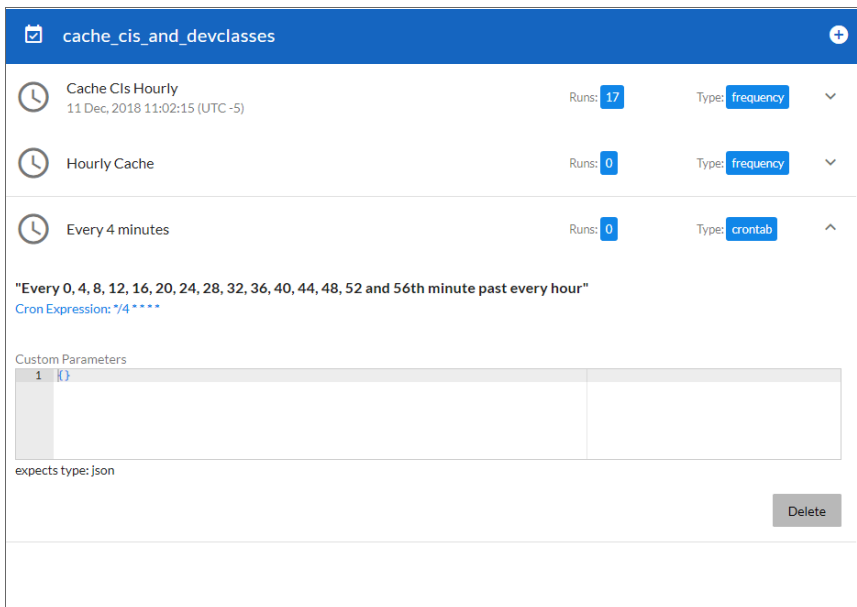 cache_cis_and_devclasses
Cache CIs Hourly
11 Dec, 2018 11:02:15 (UTC -5)
Runs: 17
Type: frequency
Hourly Cache
Runs: 0
Type: frequency
Every 4 minutes
Runs: 0
Type: crontab
"Every 0, 4, 8, 12, 16, 20, 24, 28, 32, 36, 40, 44, 48, 52 and 56th minute past every hour"
Cron Expression: */4 * * * *
Custom Parameters
1 {}
expects type: json
Delete